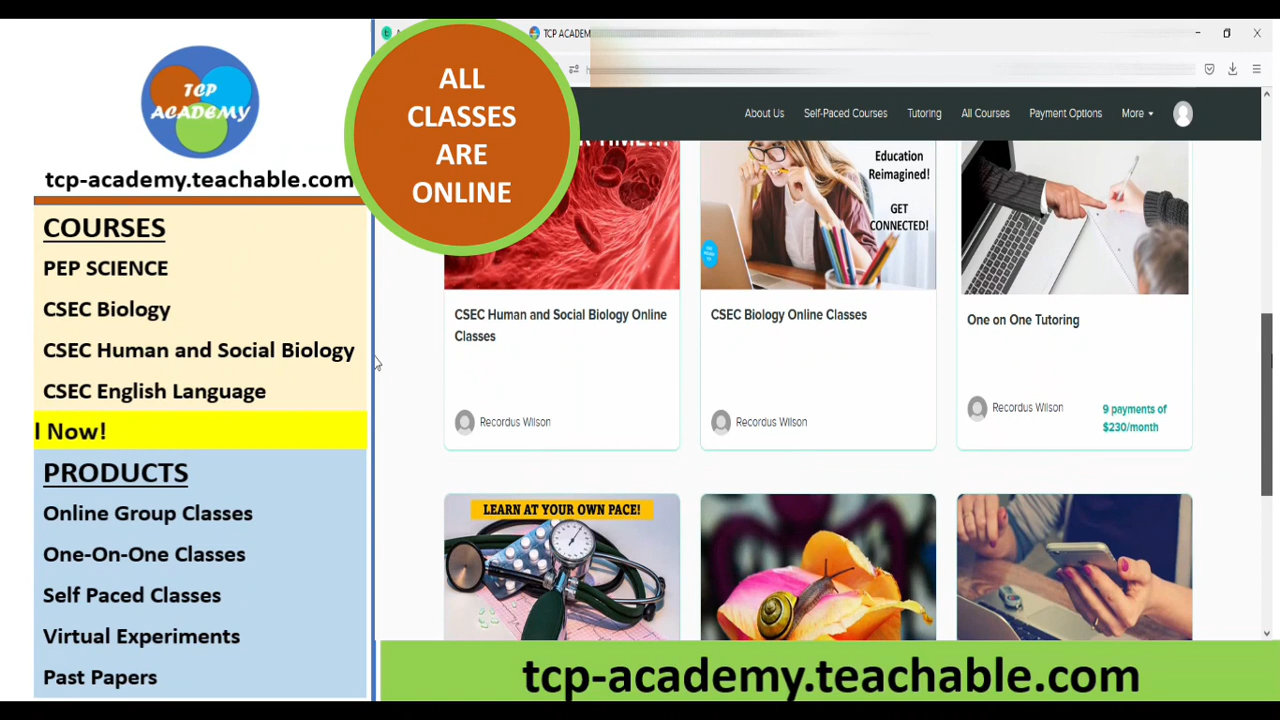 TCP
ACADEMY
tcp-academy.teachable.com
COURSES
PEP SCIENCE
CSEC Biology
CSEC Human and Social Biology
CSEC English Language
l Now!
PRODUCTS
Online Group Classes
One-On-One Classes
Self Paced Classes
Virtual Experiments
Past Papers
ALL
CLASSES
ARE
ONLINE
TCP ACADEM
About Us
Self-Paced Courses
Tutoring
All Courses
Payment Options
More
Education
Reimagined!
GET
CONNECTED!
CSEC Human and Social Biology Online
Classes
Recordus Wilson
CSEC Biology Online Classes
Recordus Wilson
One on One Tutoring
Recordus Wilson
9 payments of
$230/month
LEARN AT YOUR OWN PACE!
tcp-academy.teachable.com